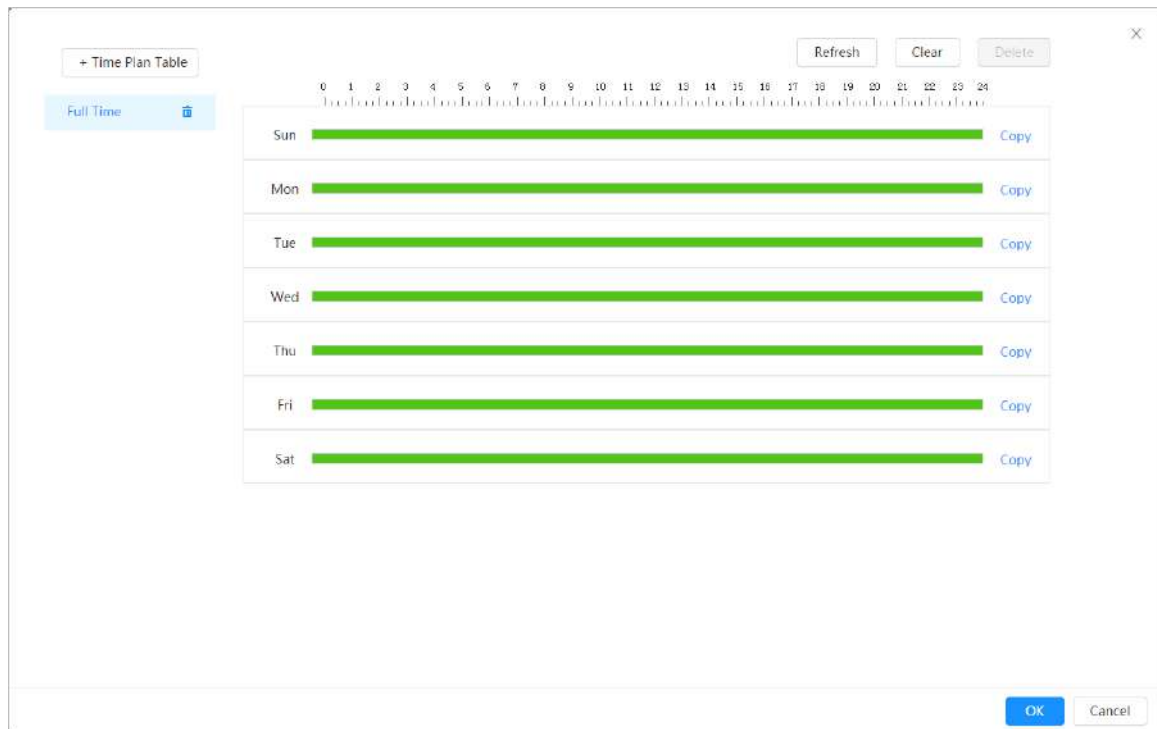 + Time Plan Table
Refresh Clear Delete
Full Time
0 1 2 3 4 5 6 7 8 9 10 11 12 13 14 15 16 17 18 19 20 21 22 23 24
Sun Copy
Mon Copy
Tue Copy
Wed Copy
Thu Copy
Fri Copy
Sat Copy
OK Cancel